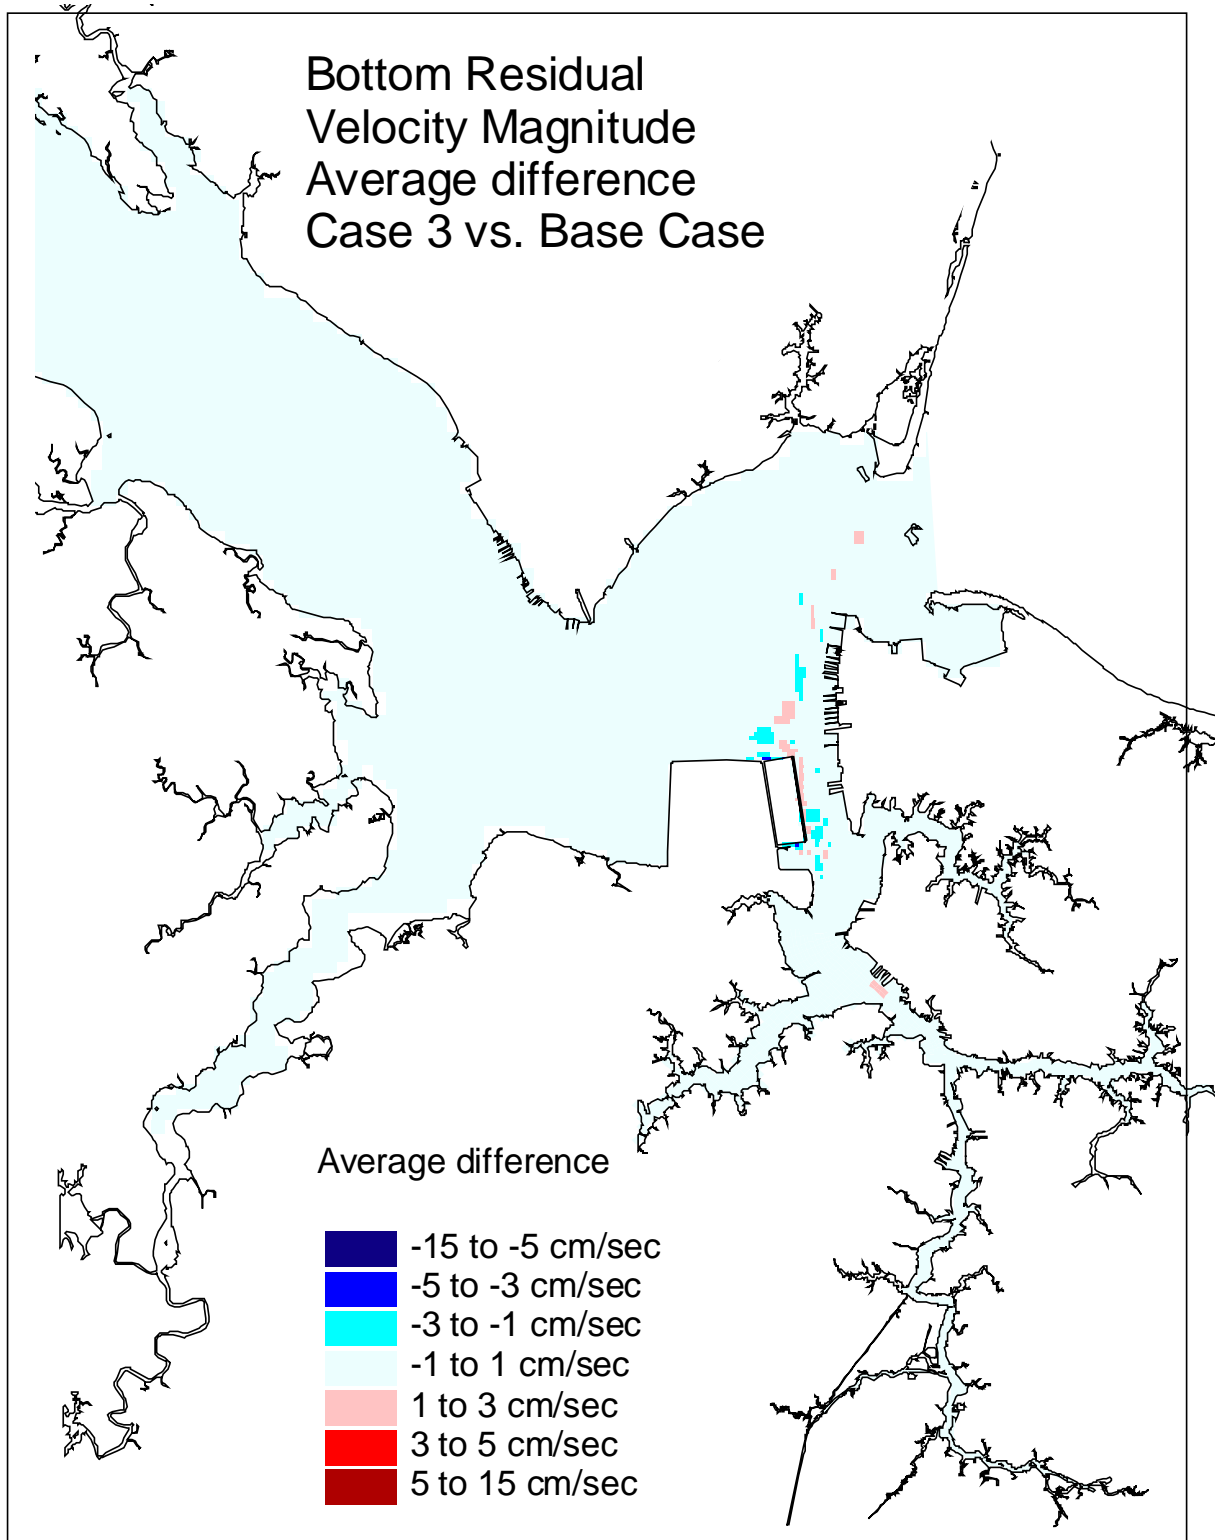 Bottom Residual
Velocity Magnitude
Average difference
Case 3 vs. Base Case
Average difference
-15 to -5 cm/sec
-5 to -3 cm/sec
-3 to -1 cm/sec
-1 to 1 cm/sec
1 to 3 cm/sec
3 to 5 cm/sec
5 to 15 cm/sec